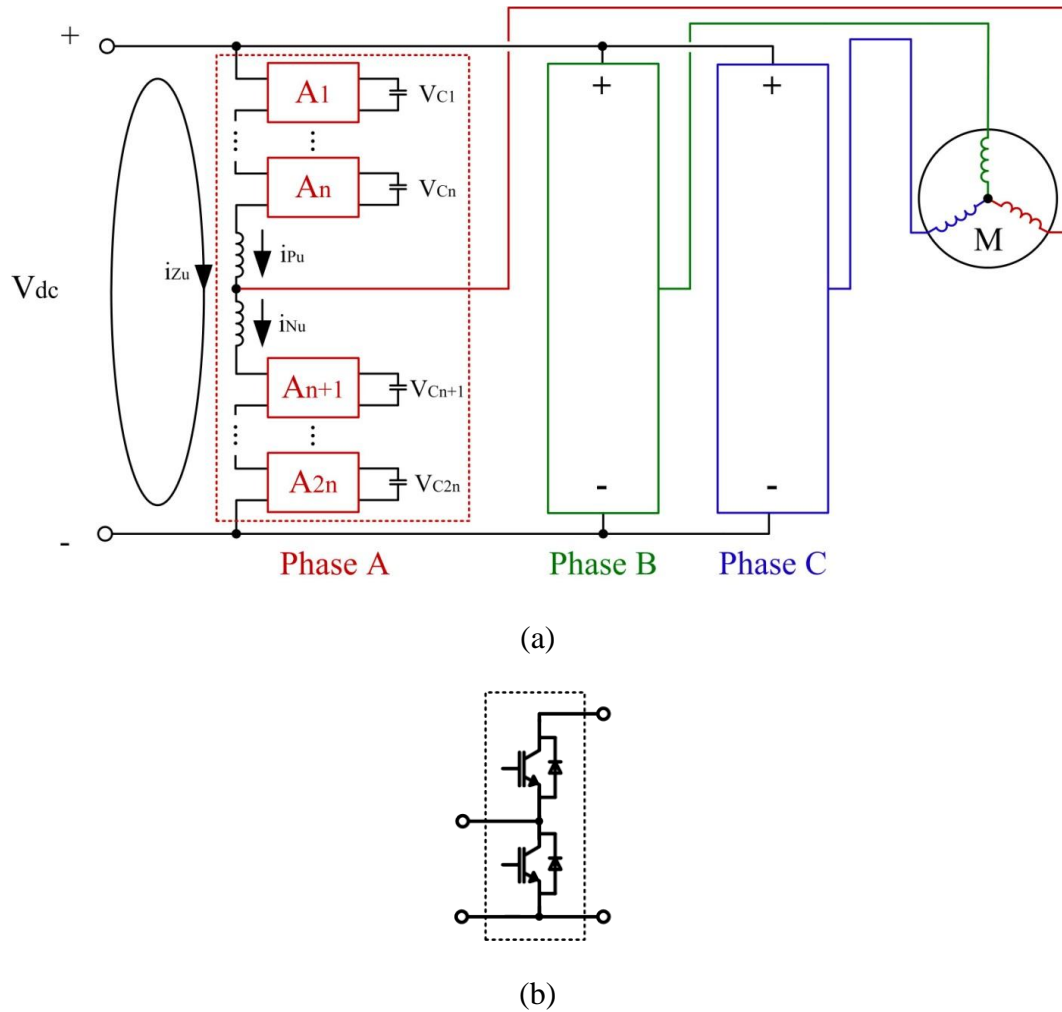 +
A1
VC1
An
VCn
iPu
iZu
Vdc
iNu
An+1
VCn+1
A2n
VC2n
-
Phase A
+
-
Phase B
+
-
Phase C
M
(a)
(b)